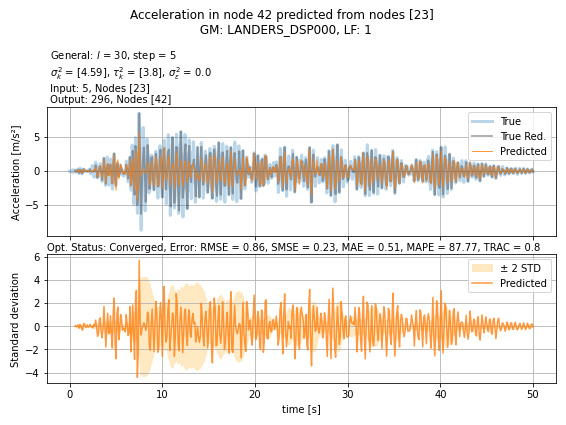 Acceleration in node 42 predicted from nodes [23]
GM: LANDERS_DSP000, LF: 1
General: l = 30, step = 5
σ²ₖ = [4.59], τ²ₖ = [3.8], σ²ε = 0.0
Input: 5, Nodes [23]
Output: 296, Nodes [42]
True
True Red.
Predicted
Acceleration [m/s²]
5
0
−5
Opt. Status: Converged, Error: RMSE = 0.86, SMSE = 0.23, MAE = 0.51, MAPE = 87.77, TRAC = 0.8
± 2 STD
Predicted
Standard deviation
6
4
2
0
−2
−4
0 10 20 30 40 50
time [s]